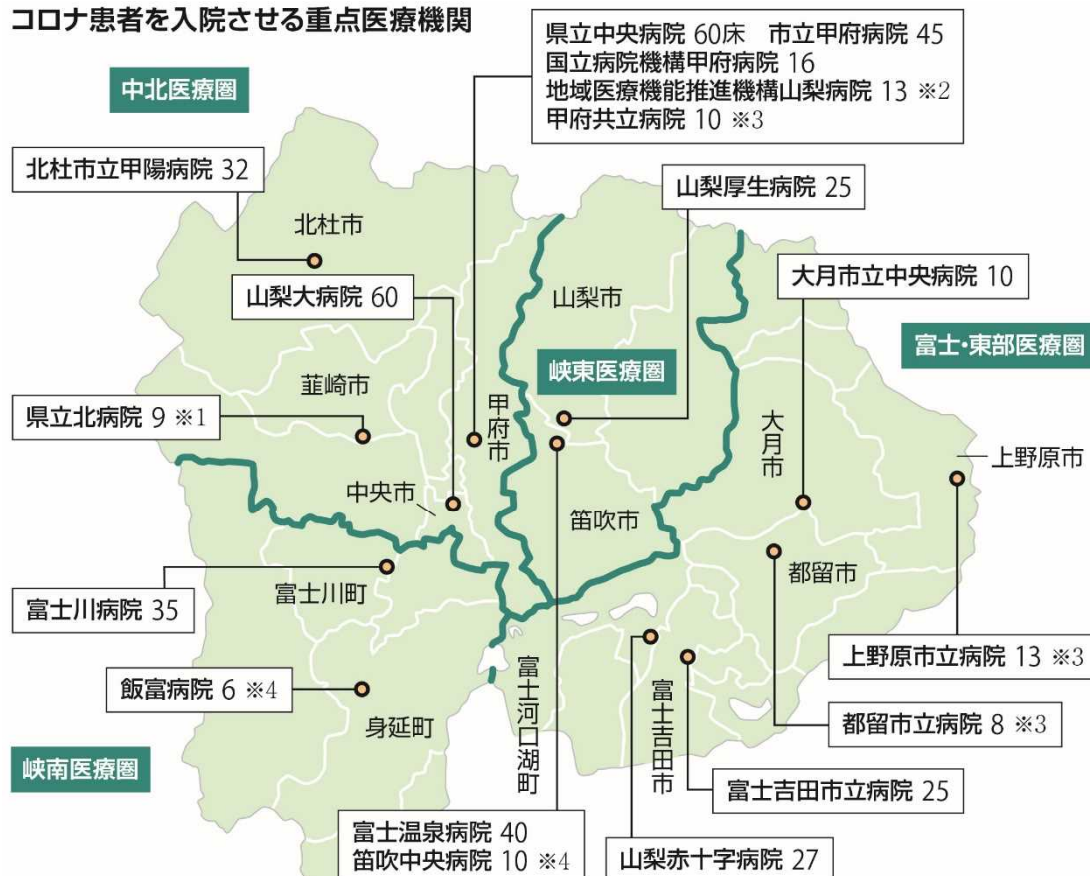 コロナ患者を入院させる重点医療機関
県立中央病院 60床　市立甲府病院 45
国立病院機構甲府病院 16
地域医療機能推進機構山梨病院 13 ※2
甲府共立病院 10 ※3
中北医療圏
北杜市立甲陽病院 32
山梨厚生病院 25
北杜市
大月市立中央病院 10
山梨大病院 60
山梨市
富士・東部医療圏
峡東医療圏
韮崎市
県立北病院 9 ※1
甲府市
大月市
上野原市
中央市
笛吹市
都留市
富士川町
富士川病院 35
上野原市立病院 13 ※3
飯富病院 6 ※4
富士河口湖町
富士吉田市
都留市立病院 8 ※3
身延町
峡南医療圏
富士吉田市立病院 25
富士温泉病院 40
笛吹中央病院 10 ※4
山梨赤十字病院 27